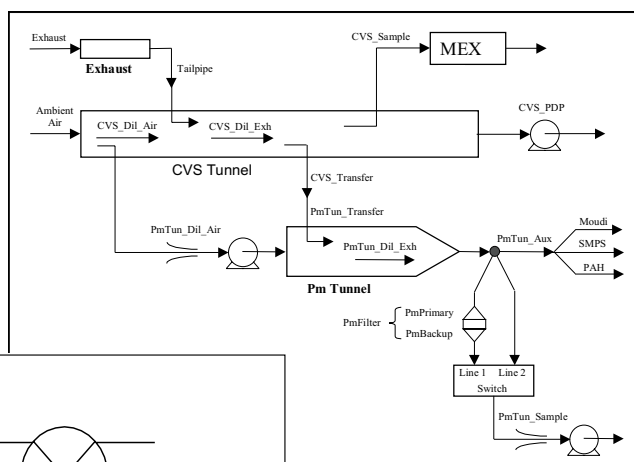 Exhaust
Exhaust
Tailpipe
CVS_Sample
MEX
Ambient
Air
CVS_Dil_Air
CVS_Dil_Exh
CVS_PDP
CVS Tunnel
CVS_Transfer
PmTun_Transfer
PmTun_Dil_Air
PmTun_Dil_Exh
Pm Tunnel
PmTun_Aux
Moudi
SMPS
PAH
PmFilter
PmPrimary
PmBackup
Line 1 Line 2
Switch
PmTun_Sample